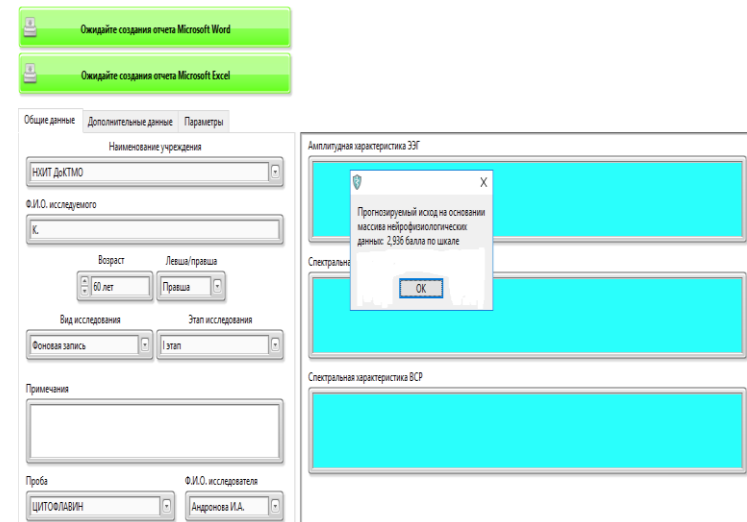 Ожидайте создания отчета Microsoft Word
Ожидайте создания отчета Microsoft Excel
Общие данные Дополнительные данные Параметры
Наименование учреждения
НХИТ ДоКТМО
Ф.И.О. исследуемого
К.
Возраст Левша/правша
60 лет Правша
Вид исследования Этап исследования
Фоновая запись I этап
Примечания
Проба Ф.И.О. исследователя
ЦИТОФЛАВИН Андронова И.А.
Амплитудная характеристика ЭЭГ
X
Прогнозируемый исход на основании
массива нейрофизиологических
данных: 2,936 балла по шкале
OK
Спектральна
Спектральная характеристика ВСР